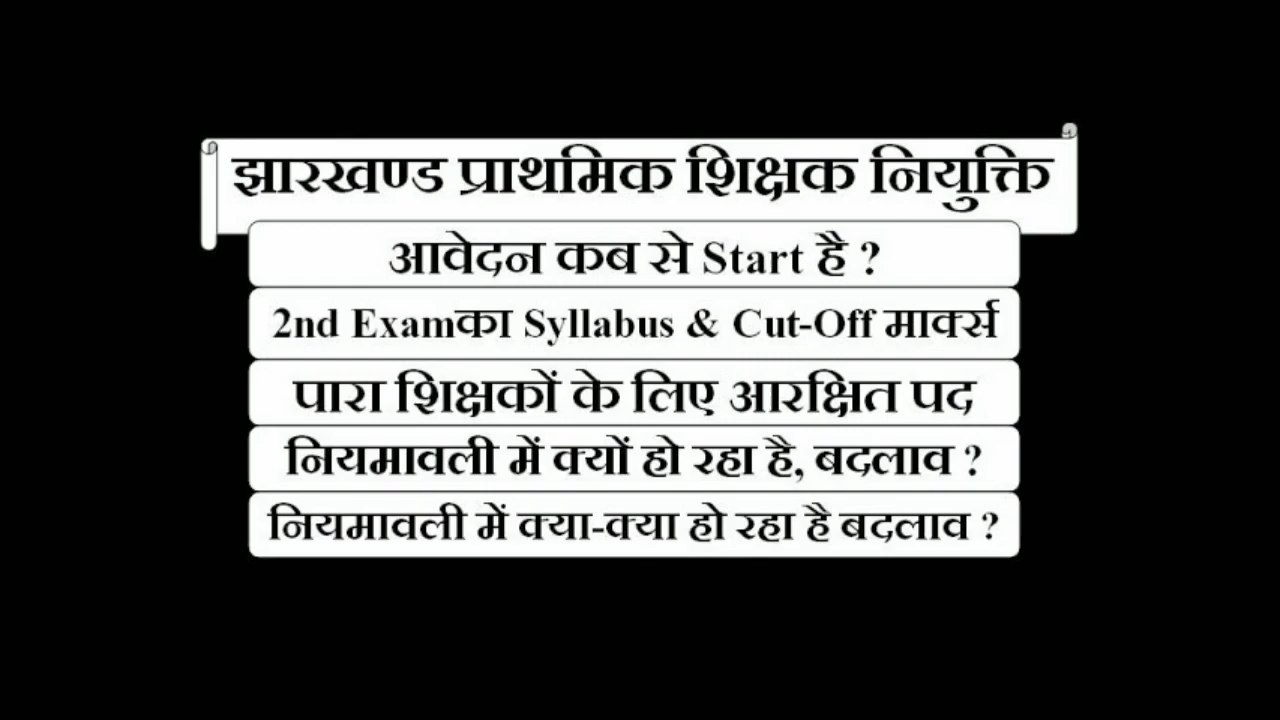 झारखण्ड प्राथमिक शिक्षक नियुक्ति
आवेदन कब से Start है ?
2nd Examका Syllabus & Cut-Off मार्क्स
पारा शिक्षकों के लिए आरक्षित पद
नियमावली में क्यों हो रहा है, बदलाव ?
नियमावली में क्या-क्या हो रहा है बदलाव ?